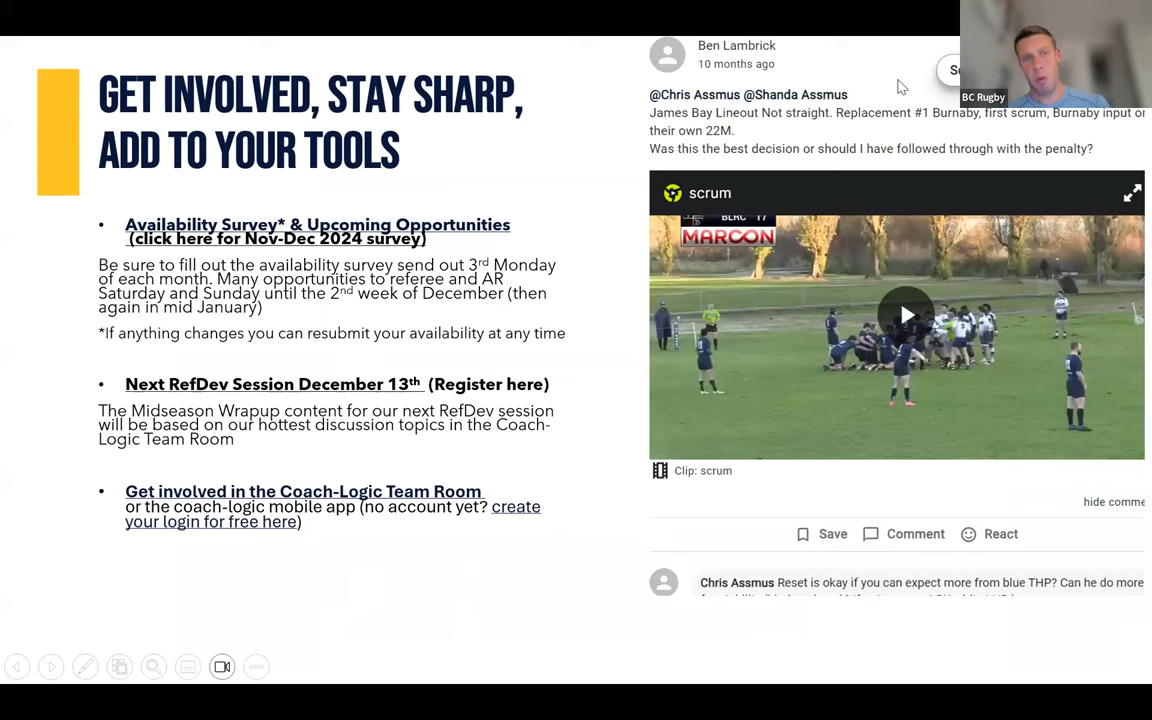 GET INVOLVED, STAY SHARP,
ADD TO YOUR TOOLS
• Availability Survey* & Upcoming Opportunities
(click here for Nov-Dec 2024 survey)
Be sure to fill out the availability survey send out 3rd Monday
of each month. Many opportunities to referee and AR
Saturday and Sunday until the 2nd week of December (then
again in mid January)
*If anything changes you can resubmit your availability at any time
• Next RefDev Session December 13th (Register here)
The Midseason Wrapup content for our next RefDev session
will be based on our hottest discussion topics in the Coach-
Logic Team Room
• Get involved in the Coach-Logic Team Room
or the coach-logic mobile app (no account yet? create
your login for free here)
Ben Lambrick
10 months ago
BC Rugby
@Chris Assmus @Shanda Assmus
James Bay Lineout Not straight. Replacement #1 Burnaby, first scrum, Burnaby input on
their own 22M.
Was this the best decision or should I have followed through with the penalty?
scrum
BLRC 17
MAROON
Clip: scrum
hide comme
Save Comment React
Chris Assmus Reset is okay if you can expect more from blue THP? Can he do more